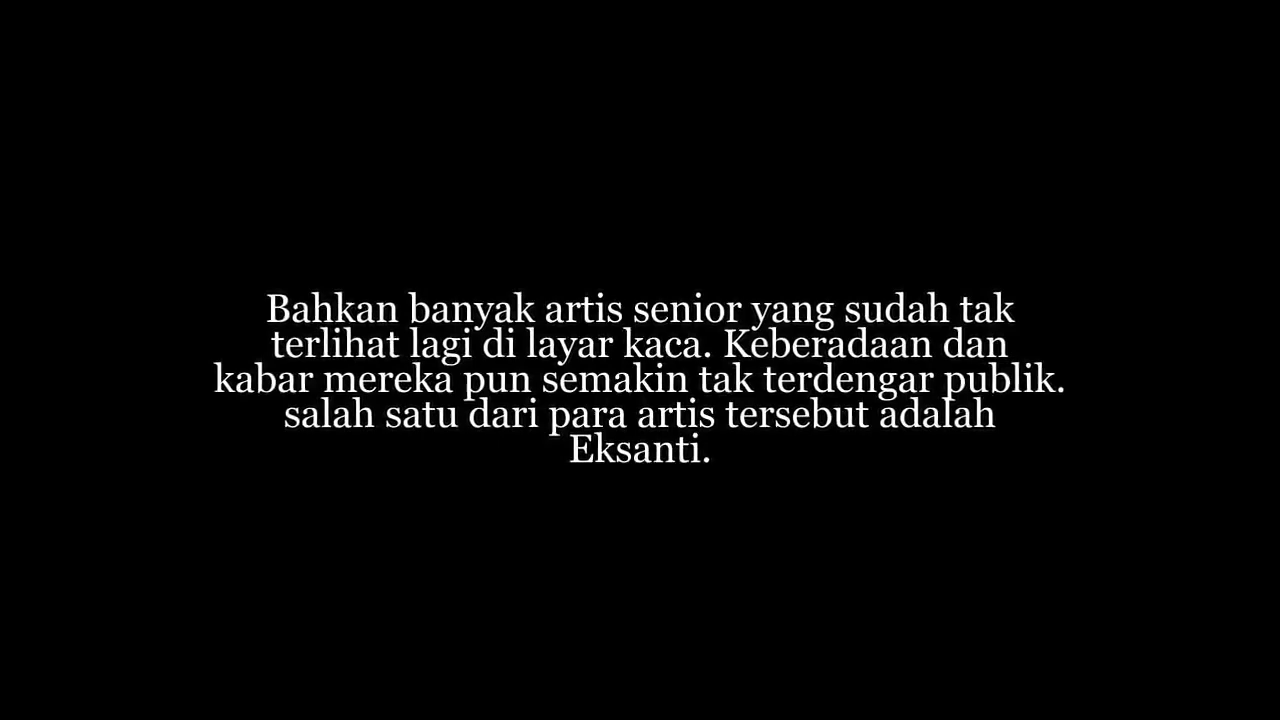 Bahkan banyak artis senior yang sudah tak
terlihat lagi di layar kaca. Keberadaan dan
kabar mereka pun semakin tak terdengar publik.
salah satu dari para artis tersebut adalah
Eksanti.